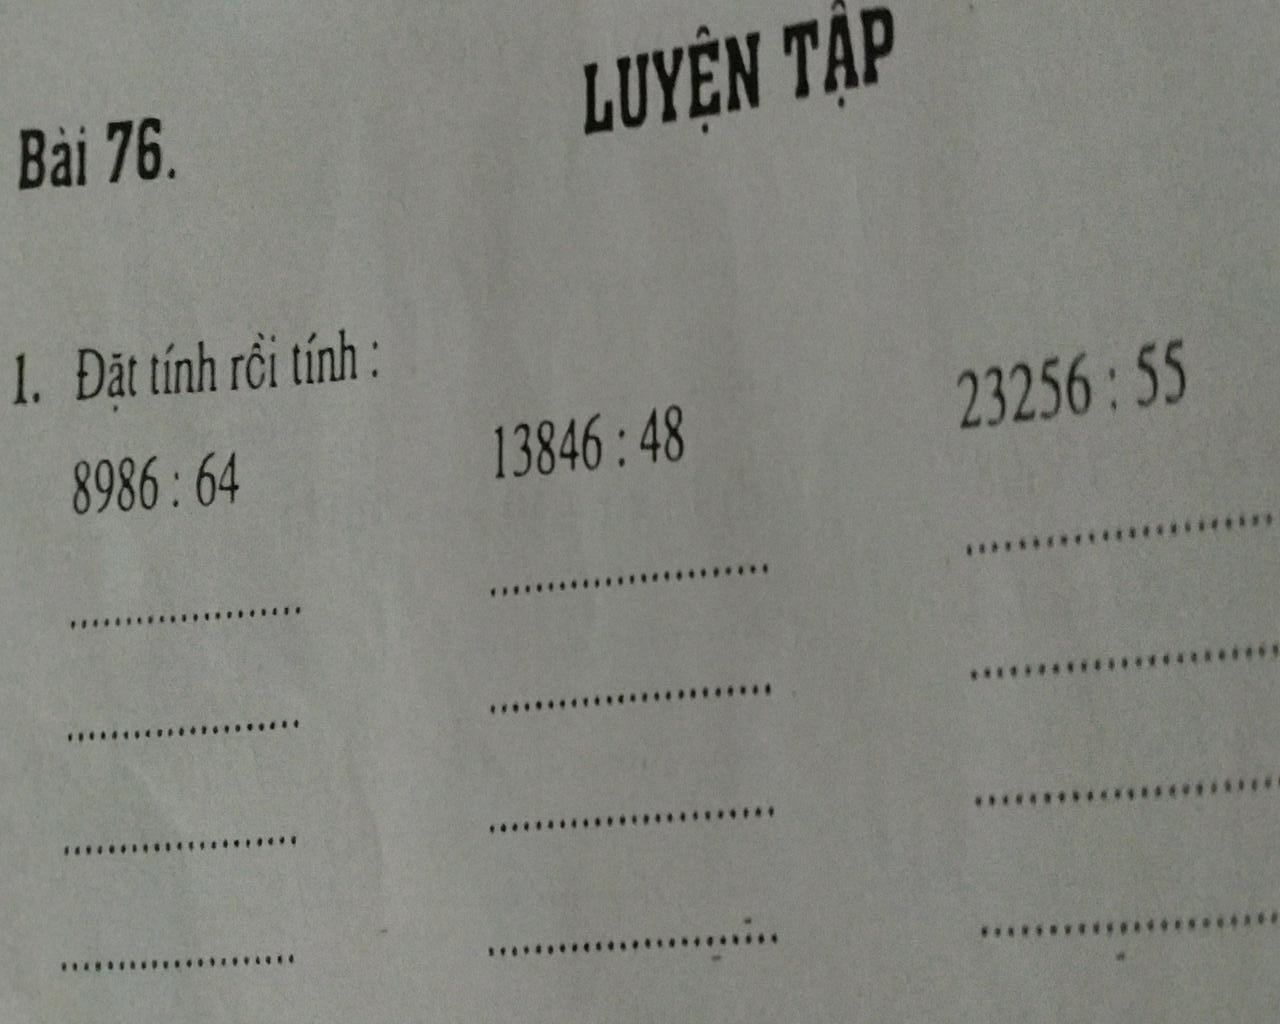 LUYỆN TẬP
Bài 76.
1. Đặt tính rồi tính :
8986 : 64 13846 : 48 23256 : 55